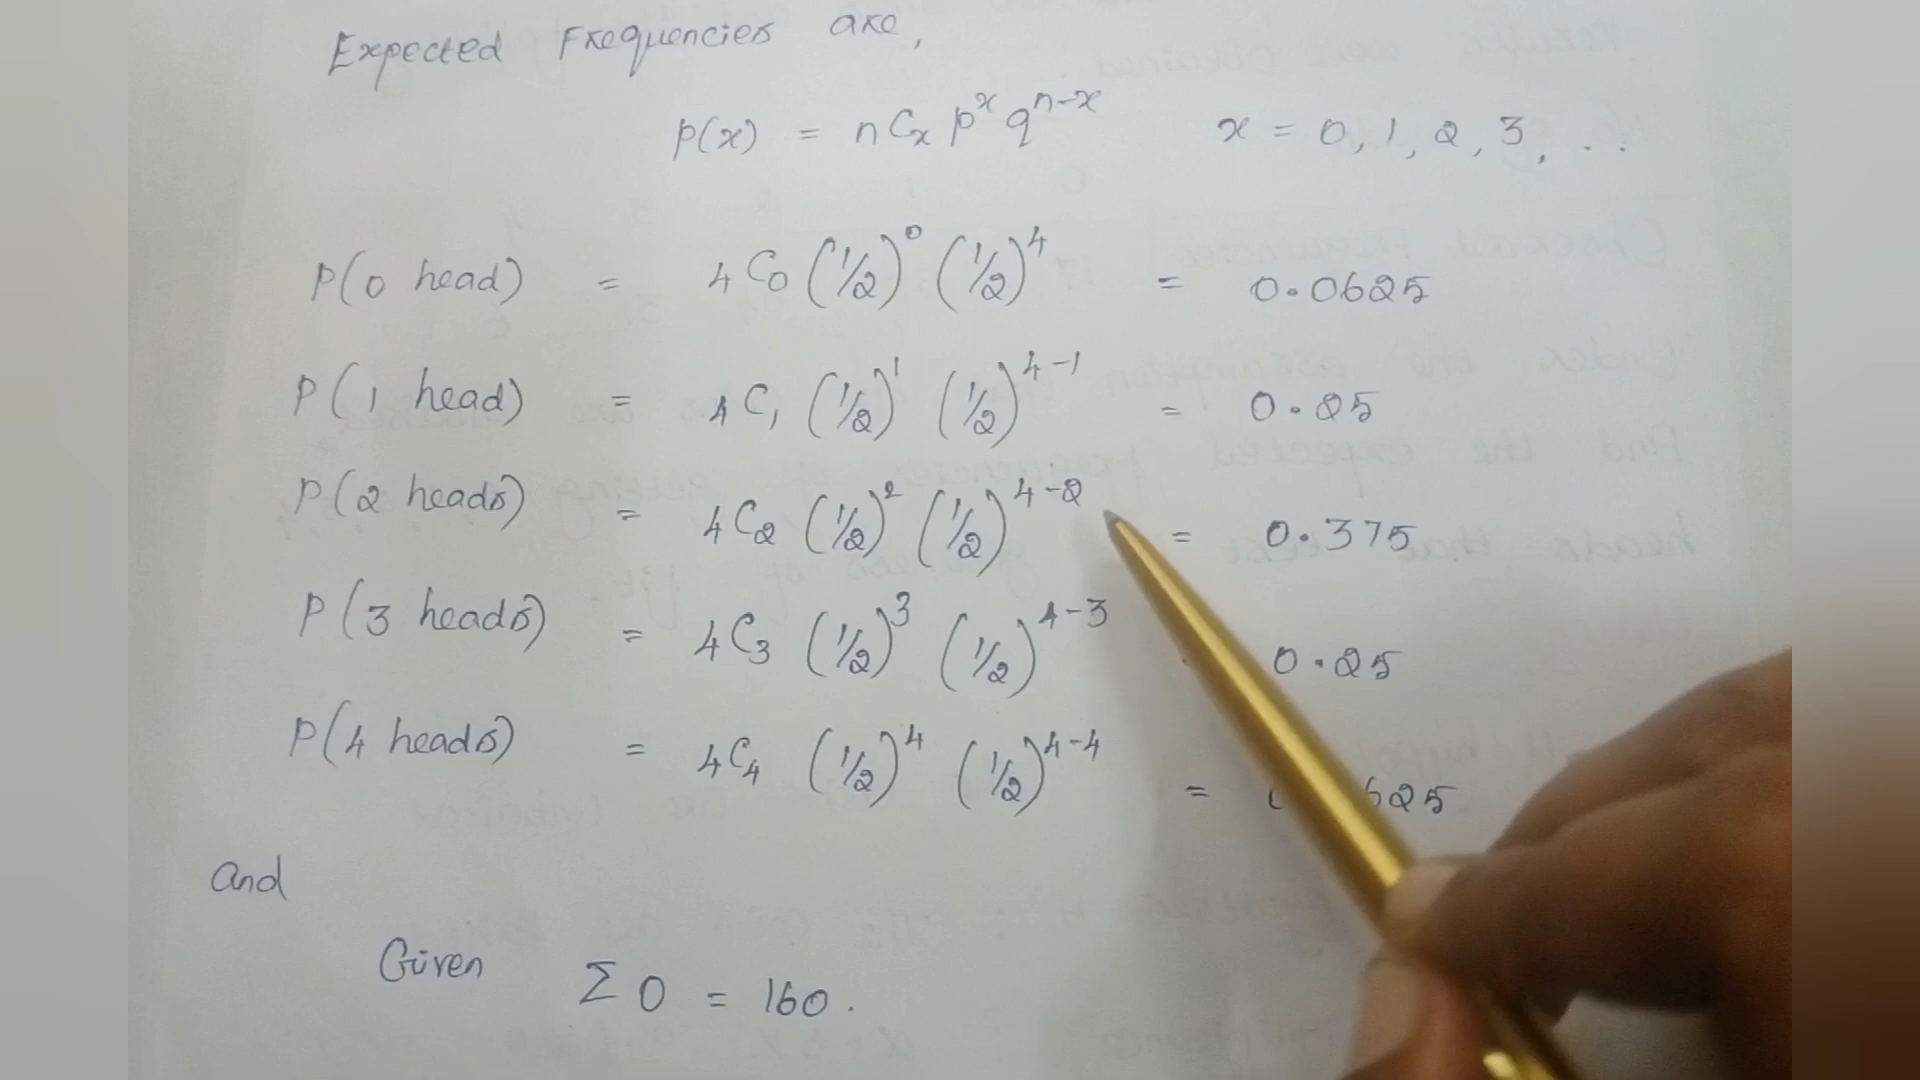 Expected Frequencies are,
p(x) = nCx p^x q^n-x x = 0, 1, 2, 3, ..
P(0 head) = 4C0 (1/2)^0 (1/2)^4 = 0.0625
P(1 head) = 4C1 (1/2)^1 (1/2)^4-1 = 0.25
P(2 heads) = 4C2 (1/2)^2 (1/2)^4-2 = 0.375
P(3 heads) = 4C3 (1/2)^3 (1/2)^4-3 0.25
P(4 heads) = 4C4 (1/2)^4 (1/2)^4-4 = 625
and
Given Σ O = 160.